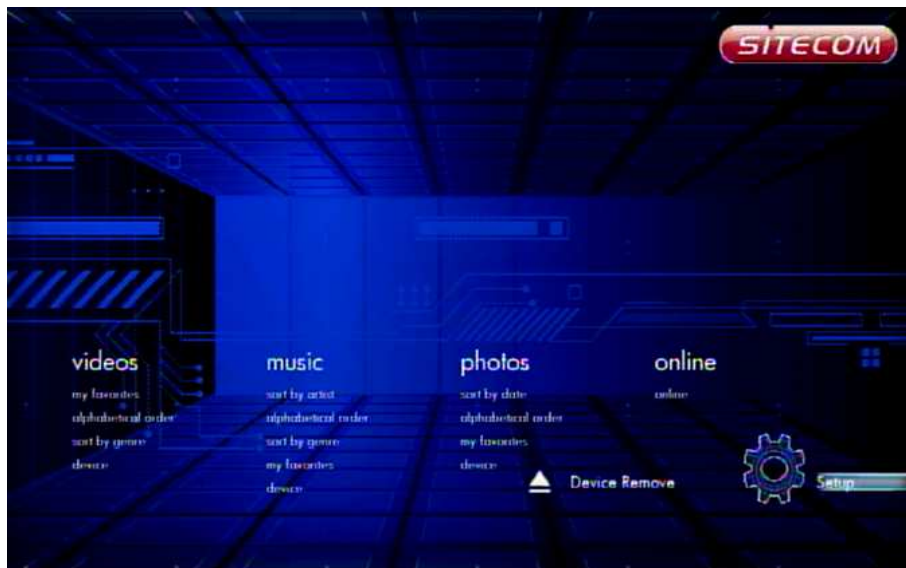 SITECOM
videos
my favorites
alphabetical order
sort by genre
device
music
sort by artist
alphabetical order
sort by genre
my favorites
device
photos
sort by date
alphabetical order
my favorites
device
online
online
Device Remove
Setup